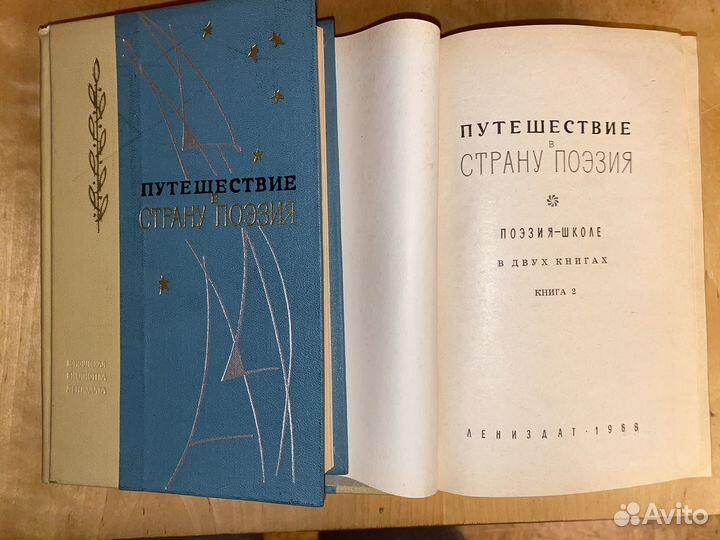 ПУТЕШЕСТВИЕ
В
СТРАНУ ПОЭЗИЯ
ПУТЕШЕСТВИЕ
В
СТРАНУ ПОЭЗИЯ
ПОЭЗИЯ—ШКОЛЕ
В ДВУХ КНИГАХ
КНИГА 2
ЛЕНИЗДАТ · 1968
Avito